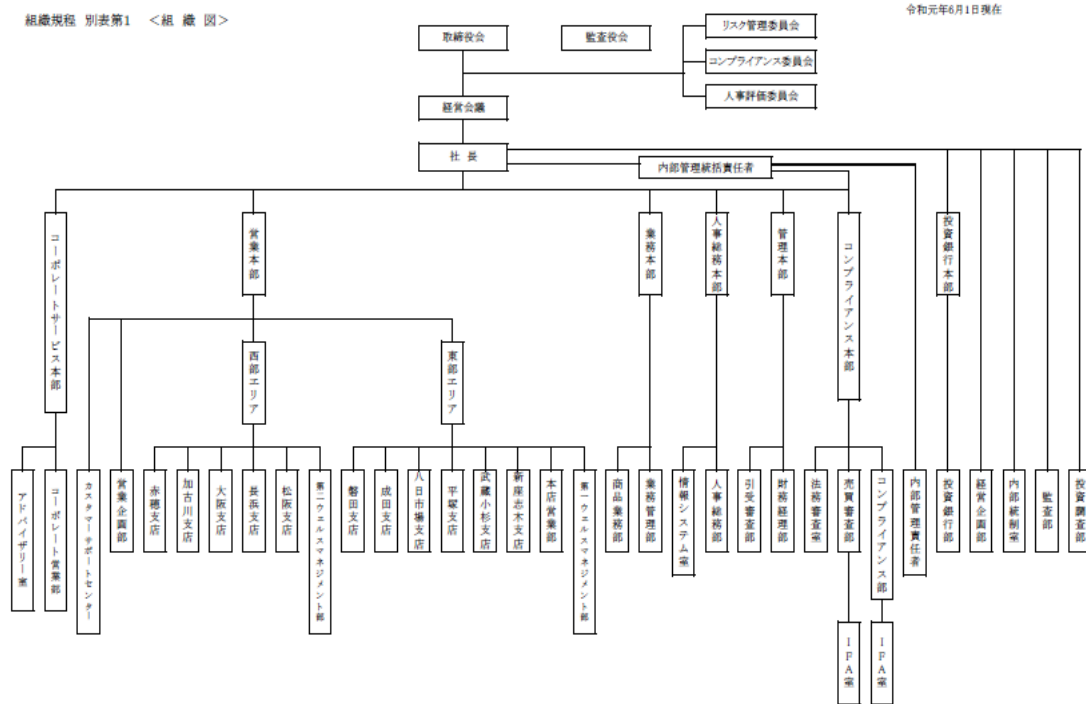 組織規程 別表第1 <組 織 図>
令和元年6月1日現在
取締役会
監査役会
リスク管理委員会
コンプライアンス委員会
人事評価委員会
経営会議
社 長
内部管理統括責任者
コーポレートサービス本部
営業本部
業務本部
人事総務本部
管理本部
コンプライアンス本部
投資銀行本部
西部エリア
東部エリア
アドバイザリー室
コーポレート営業部
カスタマーサポートセンター
営業企画部
赤穂支店
加古川支店
大阪支店
長浜支店
松阪支店
第二ウェルスマネジメント部
磐田支店
成田支店
八日市場支店
平塚支店
武蔵小杉支店
新座志木支店
本店営業部
第一ウェルスマネジメント部
商品業務部
業務管理部
情報システム室
人事総務部
引受審査部
財務経理部
法務審査室
売買審査部
コンプライアンス部
内部管理責任者
投資銀行部
経営企画部
内部統制室
監査部
投資調査部
IFA室
IFA室